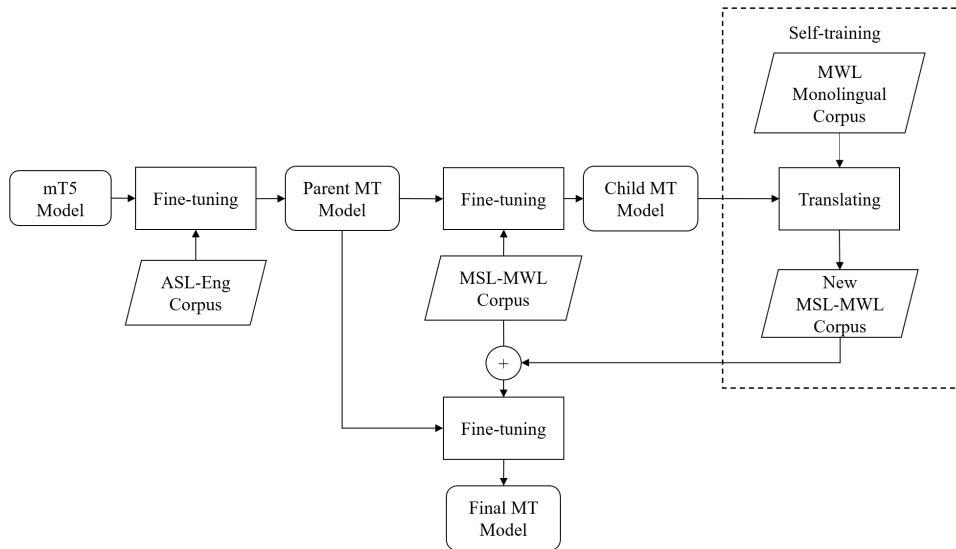 Self-training
MWL
Monolingual
Corpus
mT5
Model
Fine-tuning
Parent MT
Model
Fine-tuning
Child MT
Model
Translating
ASL-Eng
Corpus
MSL-MWL
Corpus
New
MSL-MWL
Corpus
+
Fine-tuning
Final MT
Model